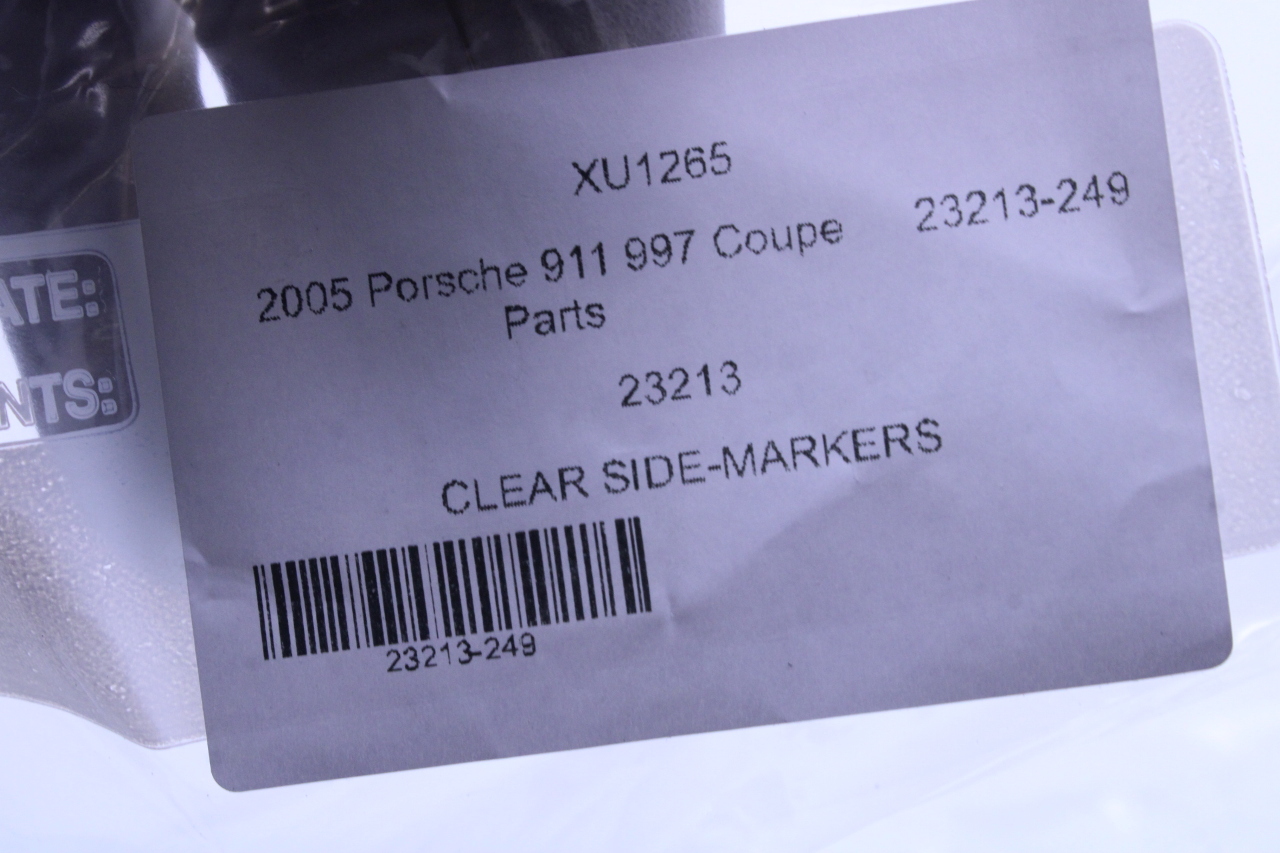 XU1265
2005 Porsche 911 997 Coupe 23213-249
Parts
23213
CLEAR SIDE-MARKERS
23213-249
ATE:
NTS: